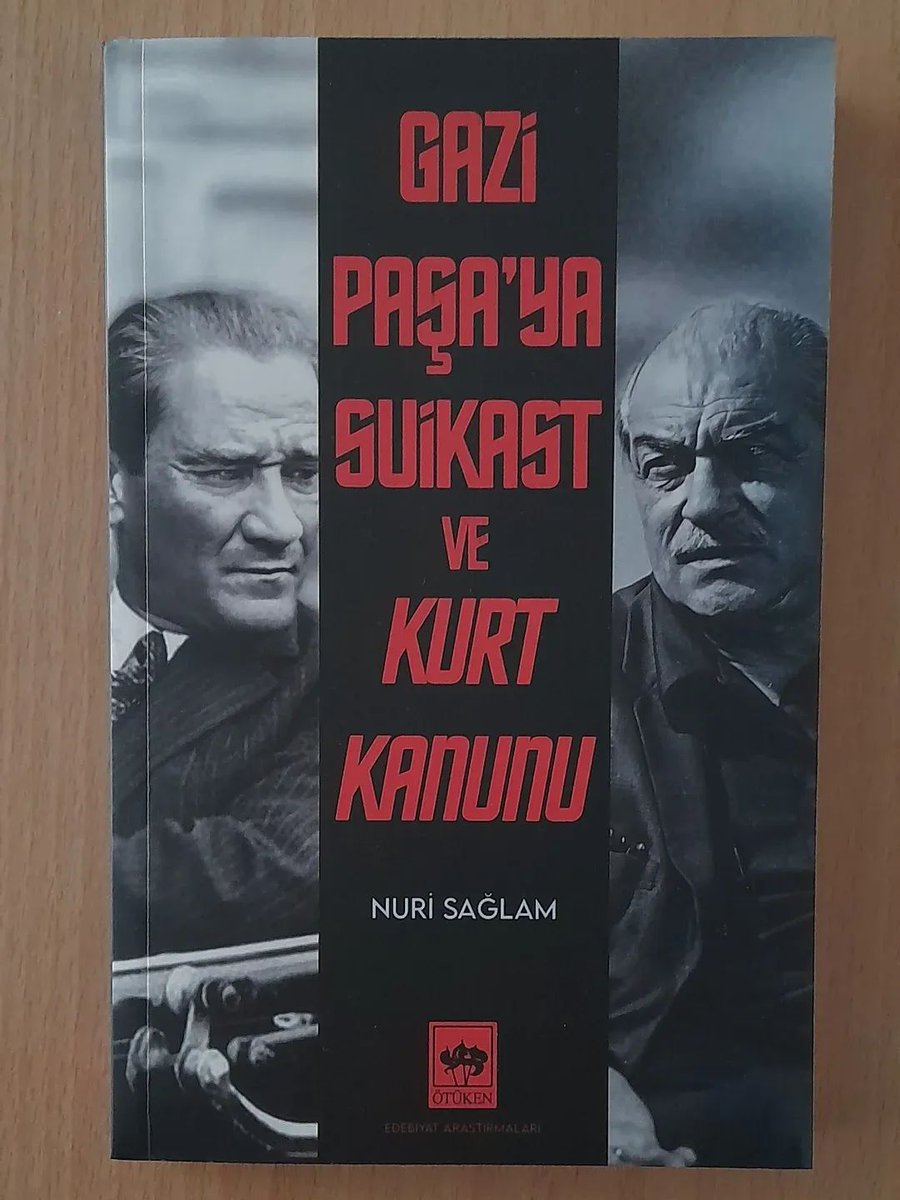 GAZİ
PAŞA'YA
SUİKAST
VE
KURT
KANUNU
NURİ SAĞLAM
ÖTÜKEN
EDEBİYAT ARAŞTIRMALARI